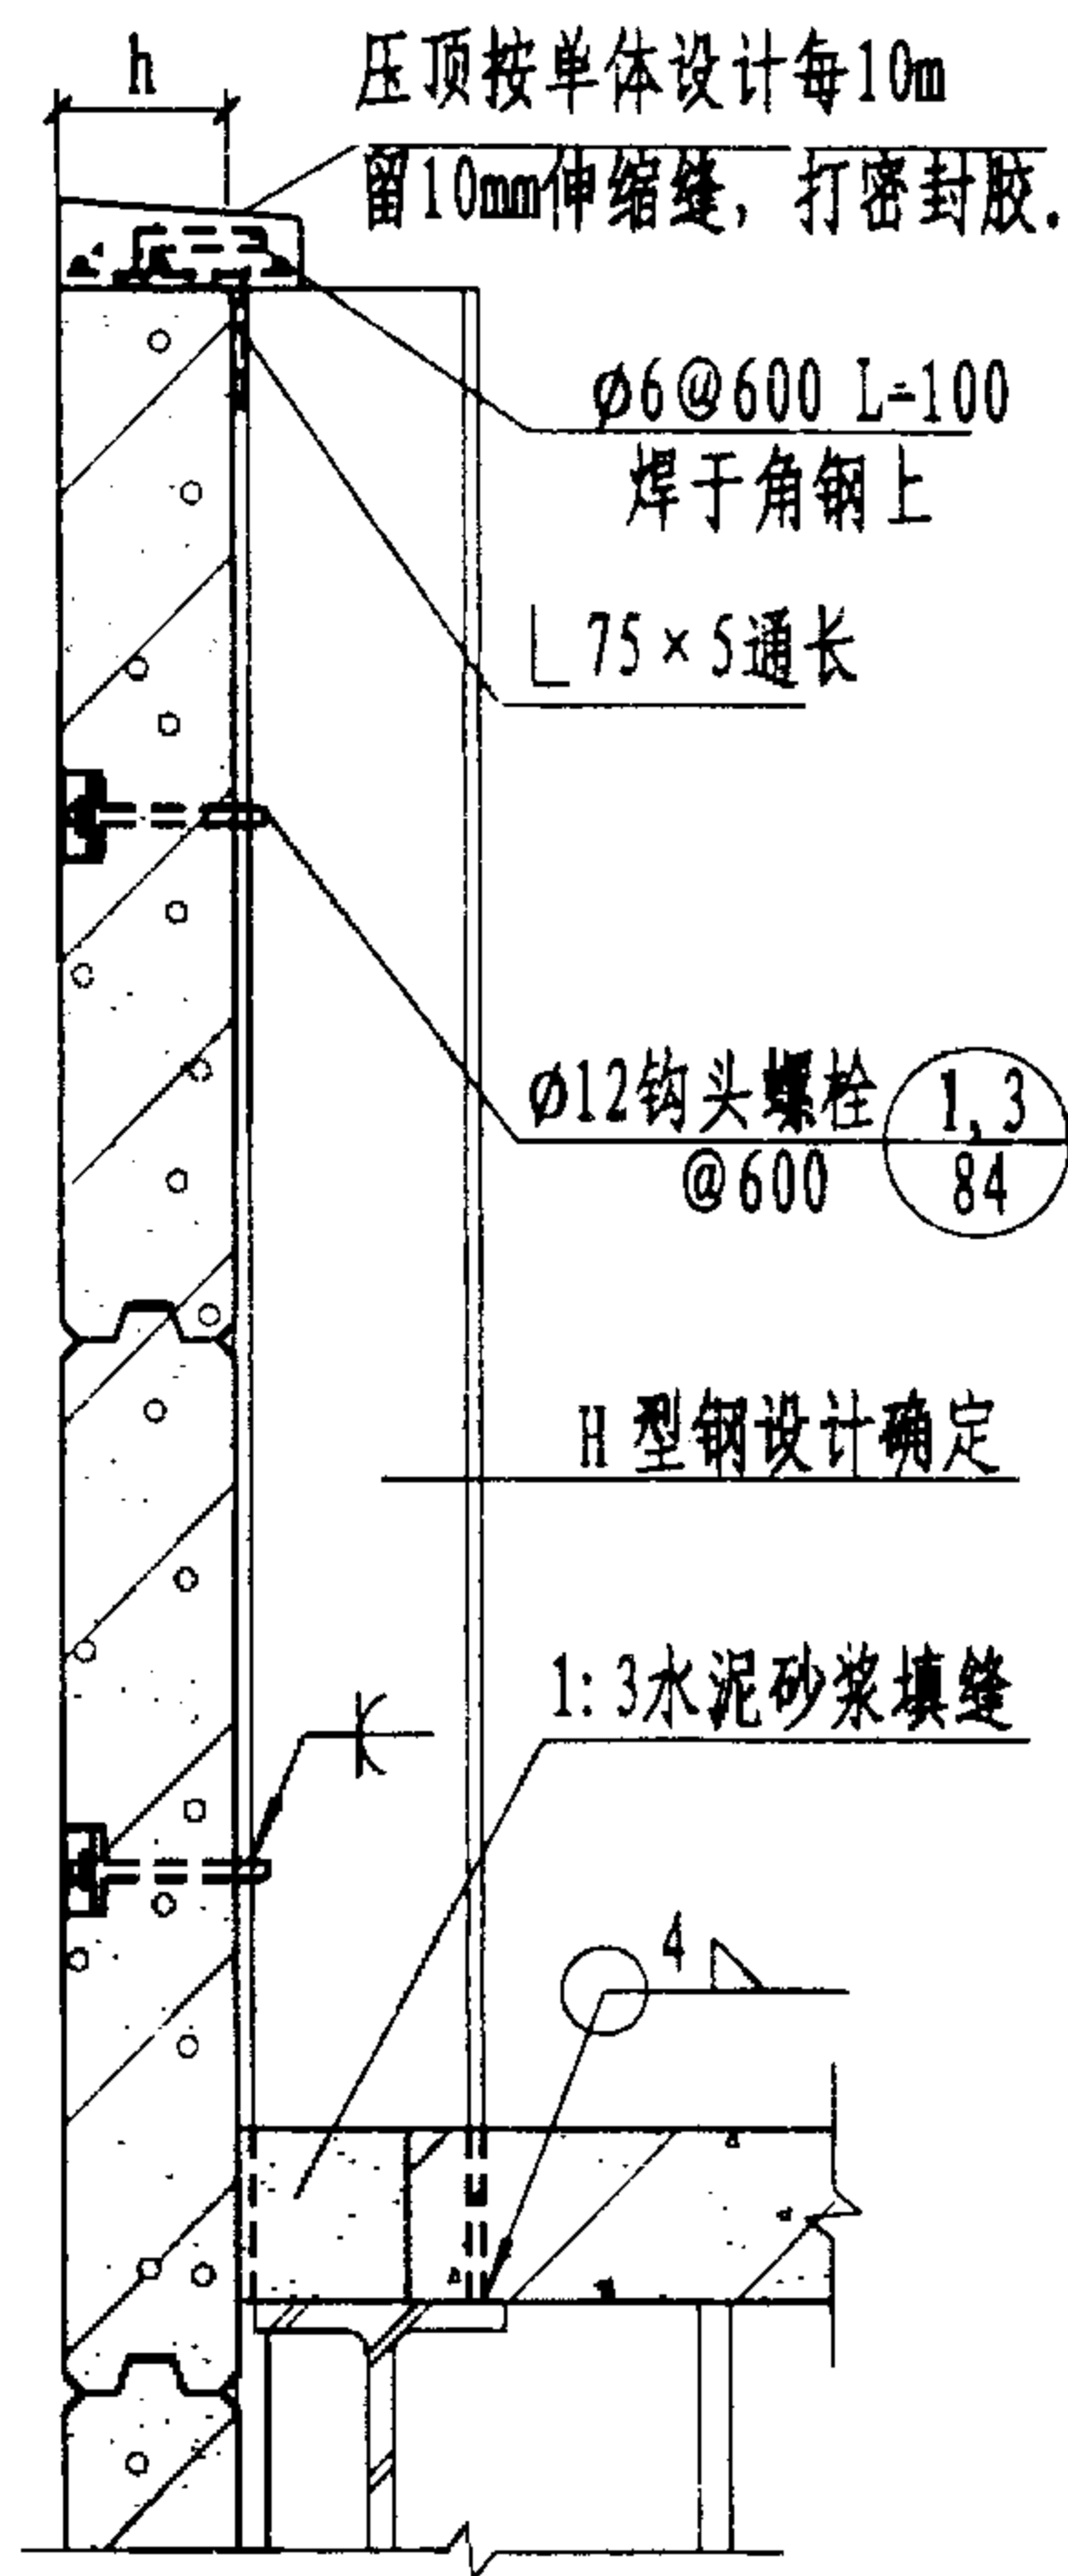 h
压顶按单体设计每10m
留10mm伸缩缝, 打密封胶.
ø6@600 L=100
焊于角钢上
∟75×5通长
ø12钩头螺栓
@600
1, 3
84
H 型钢设计确定
1:3水泥砂浆填缝
4